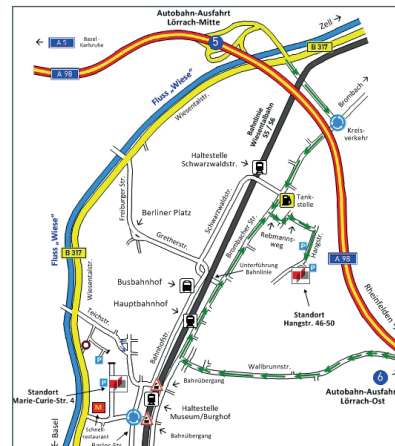 Autobahn-Ausfahrt
Lörrach-Mitte
Zell
A 5
Basel -
Karlsruhe
5
B 317
A 98
Fluss „Wiese"
Wiesentalstr.
Bahnlinie
Wiesentalbahn
S5 / S6
Brombach
Kreis-
verkehr
Haltestelle
Schwarzwaldstr.
Freiburger Str.
Schwarzwaldstr.
Tank-
stelle
Berliner Platz
Brombacher Str.
Rebmanns-
weg
Hangstr.
P
Fluss „Wiese"
Gretherstr.
B 317
P
Unterführung
Bahnlinie
P
A 98
Wiesentalstr.
Busbahnhof
Rheinfelden
Hauptbahnhof
Standort
Hangstr. 46-50
Teichstr.
Bahnhofstr.
P
Wallbrunnstr.
6
Standort
Marie-Curie-Str. 4
P
Bahnübergang
Autobahn-Ausfahrt
Lörrach-Ost
M
Haltestelle
Museum/Burghof
Schnell-
restaurant
Basler Str.
Bahnübergang
Basel